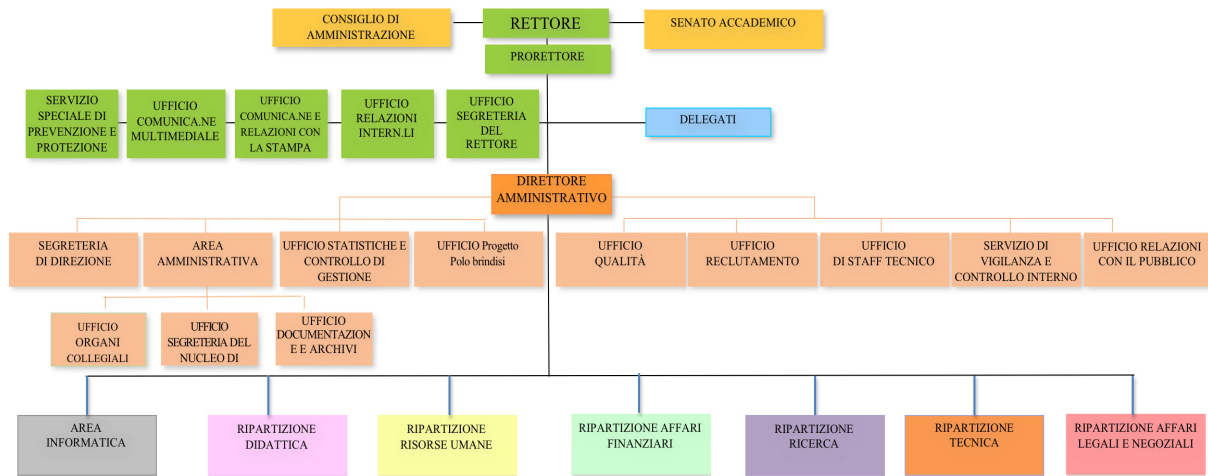 CONSIGLIO DI
AMMINISTRAZIONE
RETTORE
SENATO ACCADEMICO
PRORETTORE
SERVIZIO
SPECIALE DI
PREVENZIONE E
PROTEZIONE
UFFICIO
COMUNICA.NE
MULTIMEDIALE
UFFICIO
COMUNICA.NE E
RELAZIONI CON
LA STAMPA
UFFICIO
RELAZIONI
INTERN.LI
UFFICIO
SEGRETERIA
DEL
RETTORE
DELEGATI
DIRETTORE
AMMINISTRATIVO
SEGRETERIA
DI DIREZIONE
AREA
AMMINISTRATIVA
UFFICIO STATISTICHE E
CONTROLLO DI
GESTIONE
UFFICIO Progetto
Polo brindisi
UFFICIO
QUALITÀ
UFFICIO
RECLUTAMENTO
UFFICIO
DI STAFF TECNICO
SERVIZIO DI
VIGILANZA E
CONTROLLO INTERNO
UFFICIO RELAZIONI
CON IL PUBBLICO
UFFICIO
ORGANI
COLLEGIALI
UFFICIO
SEGRETERIA DEL
NUCLEO DI
UFFICIO
DOCUMENTAZION
E E ARCHIVI
AREA
INFORMATICA
RIPARTIZIONE
DIDATTICA
RIPARTIZIONE
RISORSE UMANE
RIPARTIZIONE AFFARI
FINANZIARI
RIPARTIZIONE
RICERCA
RIPARTIZIONE
TECNICA
RIPARTIZIONE AFFARI
LEGALI E NEGOZIALI